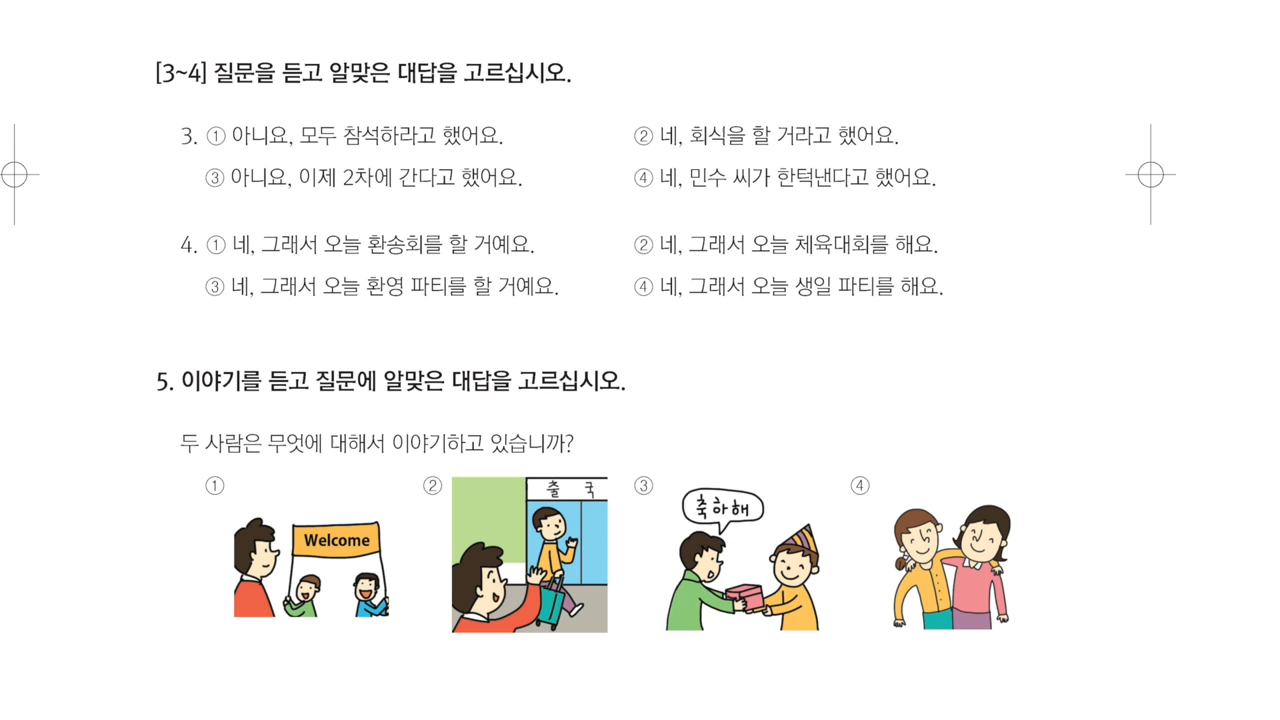 [3~4] 질문을 듣고 알맞은 대답을 고르십시오.
3. ① 아니요, 모두 참석하라고 했어요. ② 네, 회식을 할 거라고 했어요.
③ 아니요, 이제 2차에 간다고 했어요. ④ 네, 민수 씨가 한턱낸다고 했어요.
4. ① 네, 그래서 오늘 환송회를 할 거예요. ② 네, 그래서 오늘 체육대회를 해요.
③ 네, 그래서 오늘 환영 파티를 할 거예요. ④ 네, 그래서 오늘 생일 파티를 해요.
5. 이야기를 듣고 질문에 알맞은 대답을 고르십시오.
두 사람은 무엇에 대해서 이야기하고 있습니까?
① ② ③ ④
출 국
축하해
Welcome